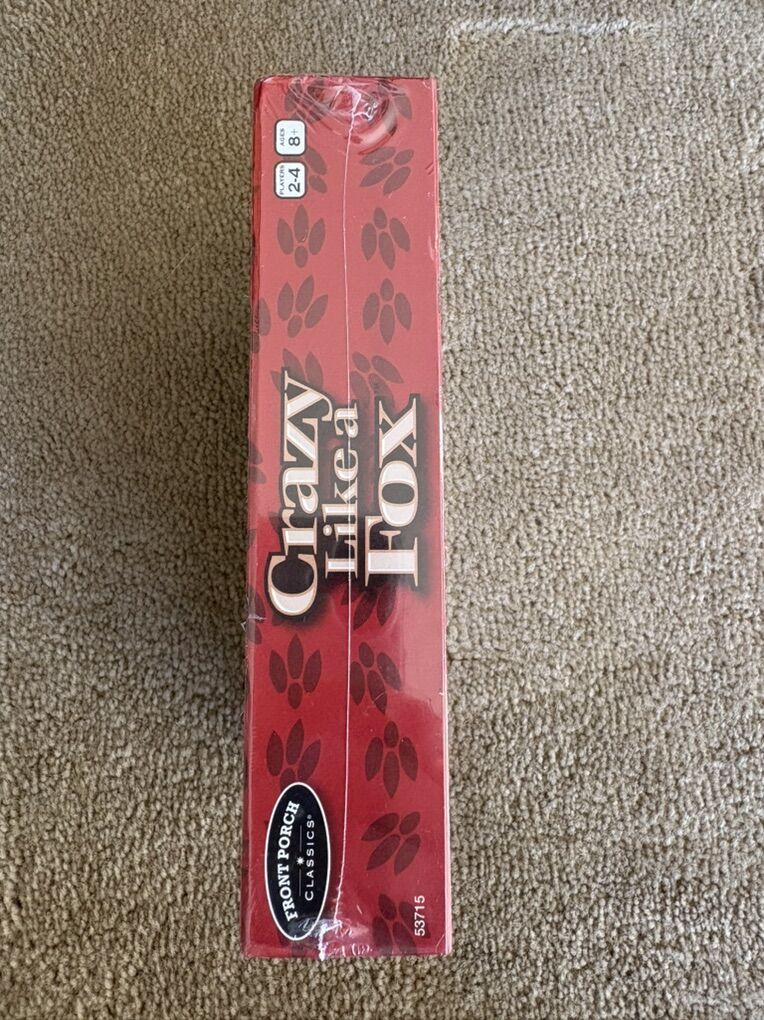 Crazy
Like a
Fox
PLAYERS
2-4
AGES
8+
FRONT PORCH
CLASSICS®
53715